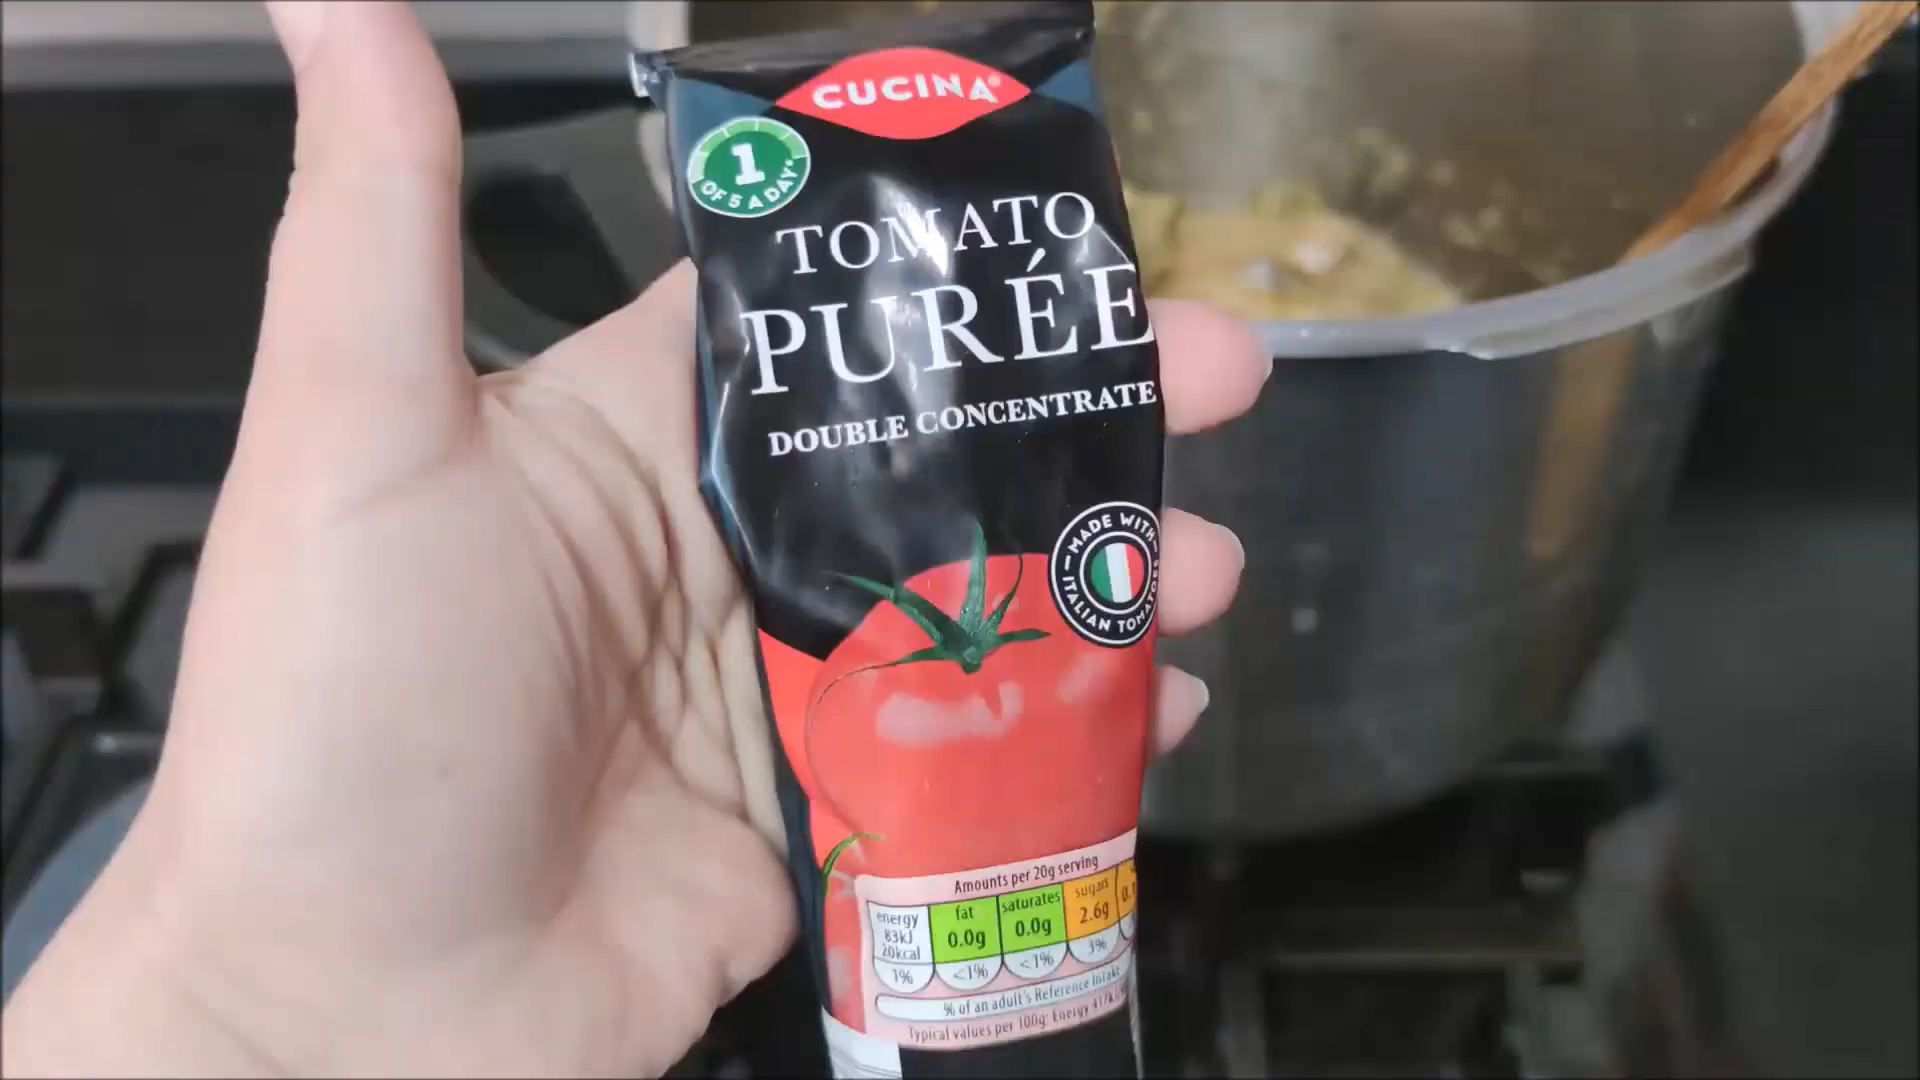 CUCINA®
1
OF 5 A DAY*
TOMATO
PURÉE
DOUBLE CONCENTRATE
MADE WITH
ITALIAN TOMATOES
Amounts per 20g serving
energy
83kJ
20kcal
1%
fat
0.0g
<1%
saturates
0.0g
<1%
sugars
2.6g
3%
% of an adult's Reference Intake
Typical values per 100g: Energy 417kJ